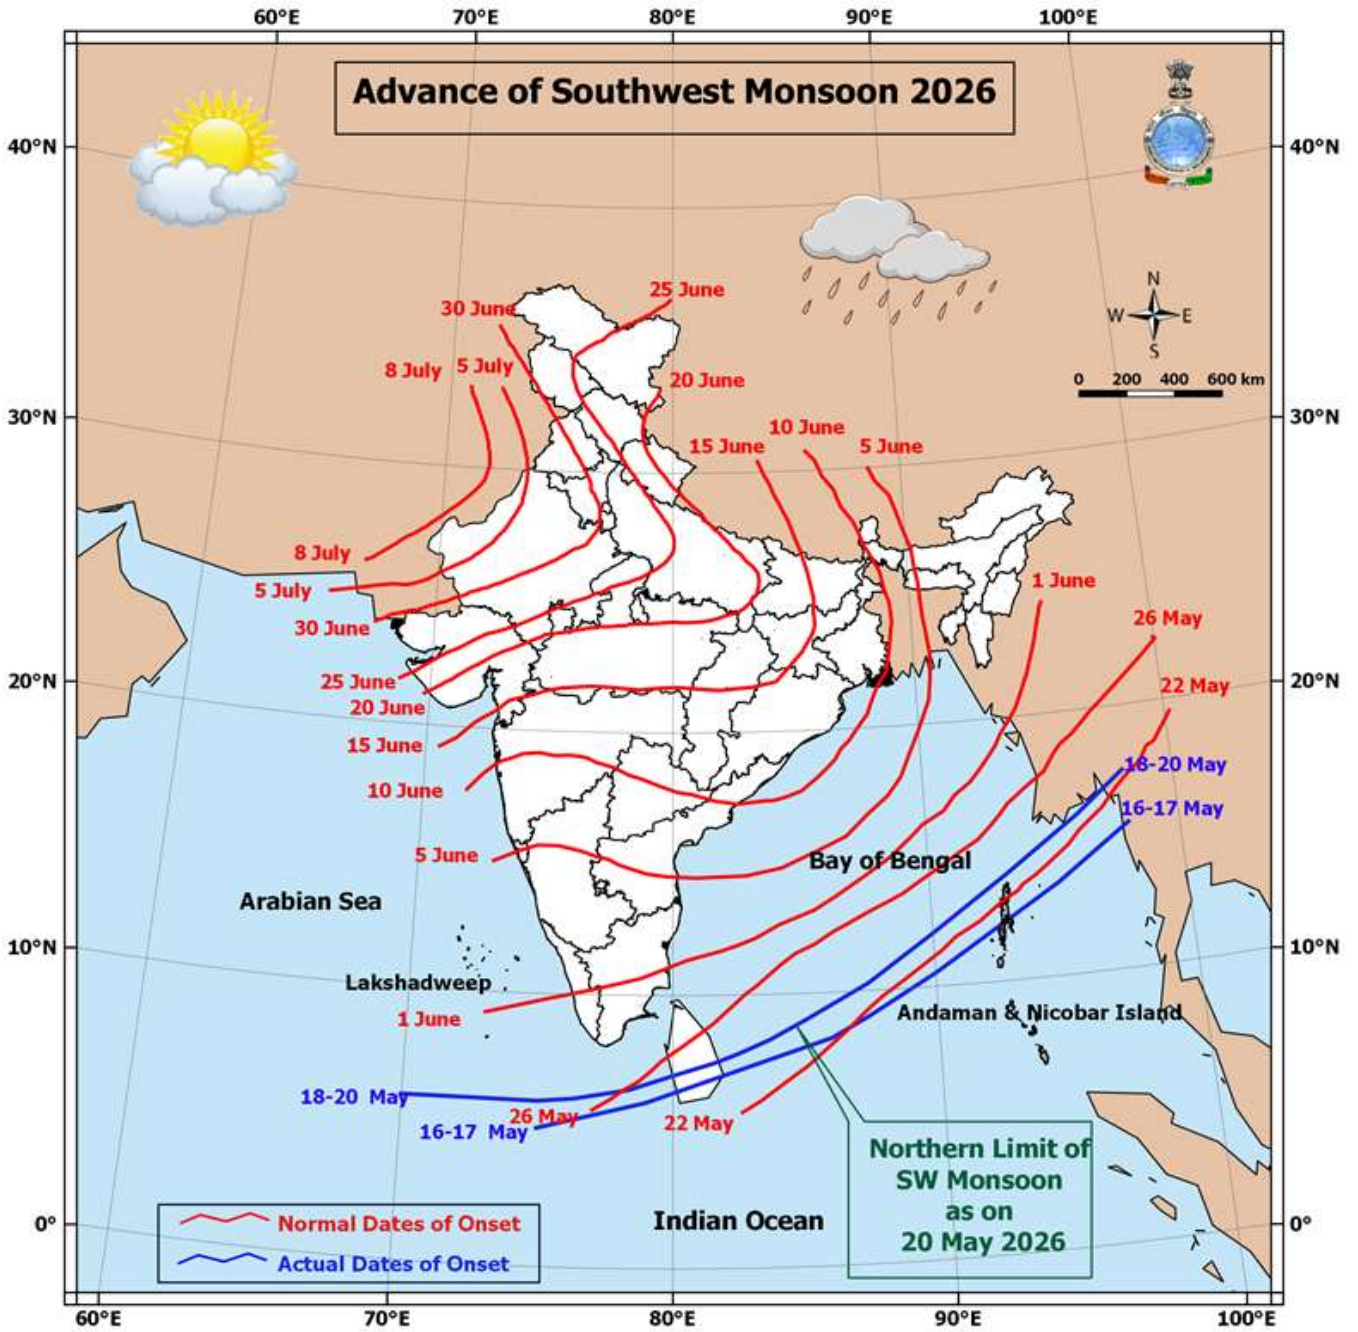 60°E 70°E 80°E 90°E 100°E
Advance of Southwest Monsoon 2026
40°N 40°N
N
W E
S
0 200 400 600 km
25 June
30 June
8 July 5 July
20 June
30°N 30°N
10 June
15 June 5 June
8 July
5 July
1 June
30 June
26 May
25 June
20°N 20°N
22 May
20 June
15 June
18-20 May
10 June
16-17 May
5 June
Bay of Bengal
Arabian Sea
10°N 10°N
Lakshadweep
Andaman & Nicobar Island
1 June
18-20 May
26 May
22 May
16-17 May
Northern Limit of
SW Monsoon
as on
20 May 2026
Indian Ocean
0° 0°
Normal Dates of Onset
Actual Dates of Onset
60°E 70°E 80°E 90°E 100°E